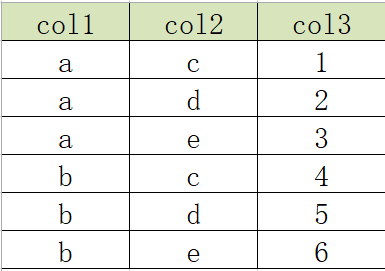 col1 col2 col3
a c 1
a d 2
a e 3
b c 4
b d 5
b e 6